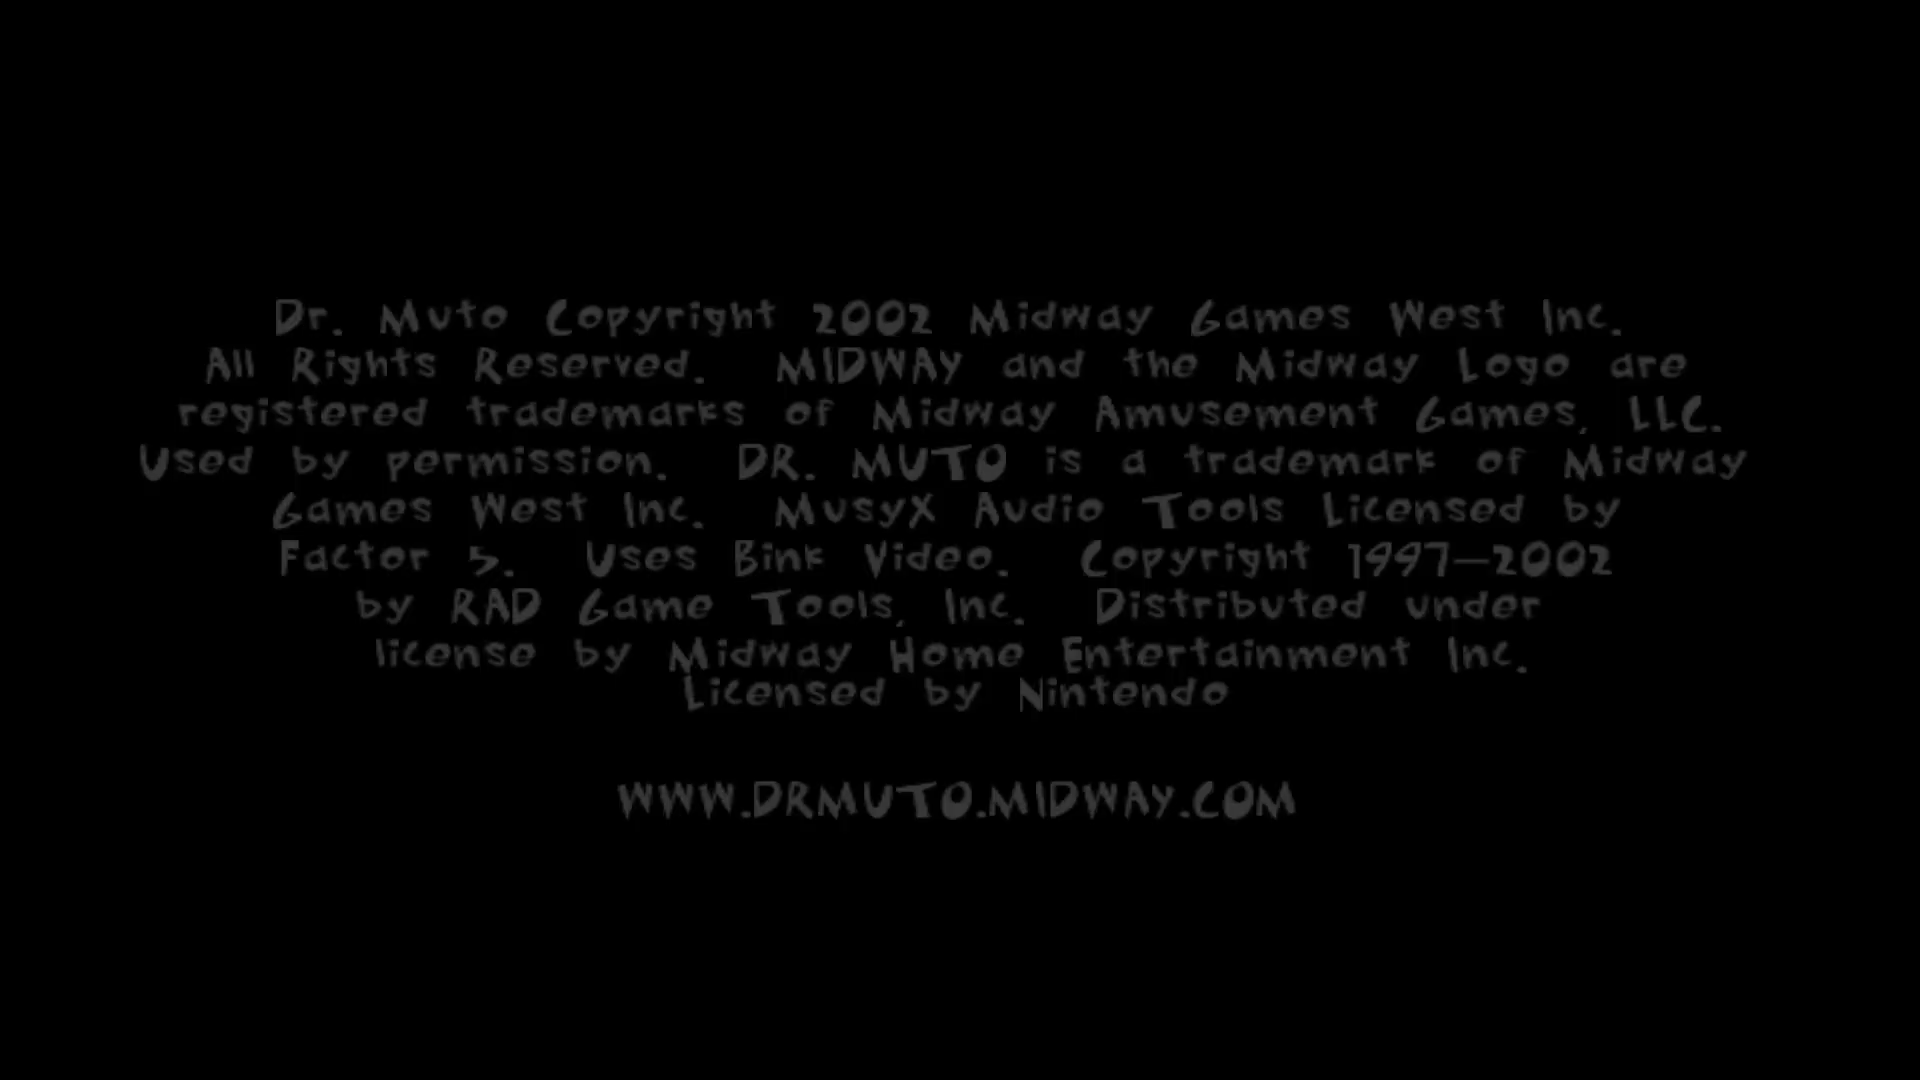 Dr. Muto Copyright 2002 Midway Games West Inc.
All Rights Reserved. MIDWAY and the Midway Logo are
registered trademarks of Midway Amusement Games, LLC.
Used by permission. DR. MUTO is a trademark of Midway
Games West Inc. MusyX Audio Tools Licensed by
Factor 5. Uses Bink Video. Copyright 1997—2002
by RAD Game Tools, Inc. Distributed under
license by Midway Home Entertainment Inc.
Licensed by Nintendo
WWW.DRMUTO.MIDWAY.COM